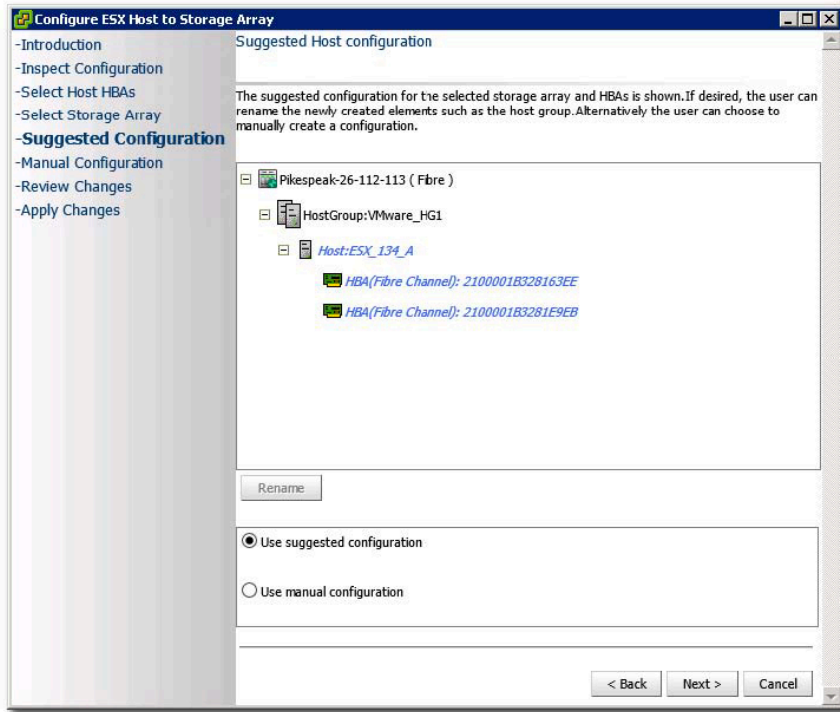 Configure ESX Host to Storage Array
-Introduction
-Inspect Configuration
-Select Host HBAs
-Select Storage Array
-Suggested Configuration
-Manual Configuration
-Review Changes
-Apply Changes
Suggested Host configuration
The suggested configuration for the selected storage array and HBAs is shown.If desired, the user can
rename the newly created elements such as the host group.Alternatively the user can choose to
manually create a configuration.
Pikespeak-26-112-113 ( Fibre )
HostGroup:VMware_HG1
Host:ESX_134_A
HBA(Fibre Channel): 2100001B328163EE
HBA(Fibre Channel): 2100001B3281E9EB
Rename
Use suggested configuration
Use manual configuration
< Back Next > Cancel